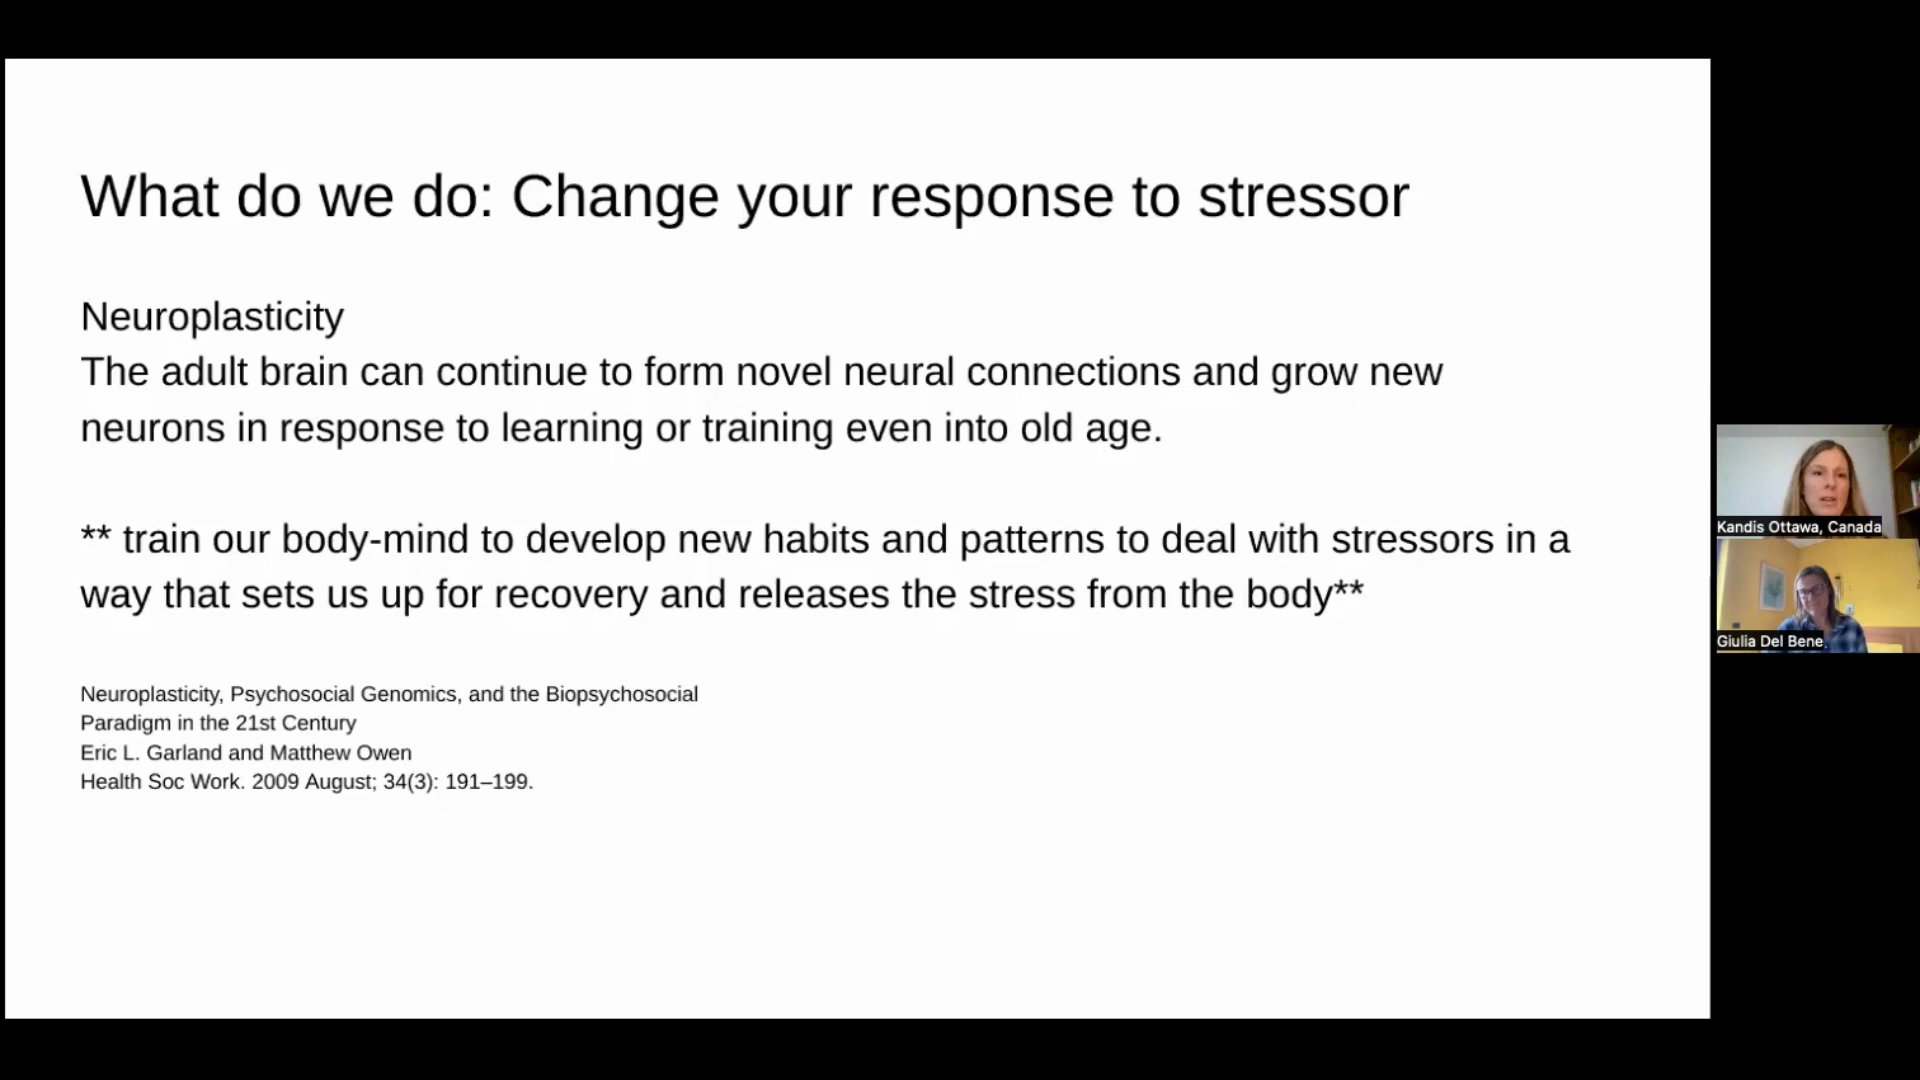 What do we do: Change your response to stressor
Neuroplasticity
The adult brain can continue to form novel neural connections and grow new
neurons in response to learning or training even into old age.
** train our body-mind to develop new habits and patterns to deal with stressors in a
way that sets us up for recovery and releases the stress from the body**
Neuroplasticity, Psychosocial Genomics, and the Biopsychosocial
Paradigm in the 21st Century
Eric L. Garland and Matthew Owen
Health Soc Work. 2009 August; 34(3): 191–199.
Kandis Ottawa, Canada
Giulia Del Bene